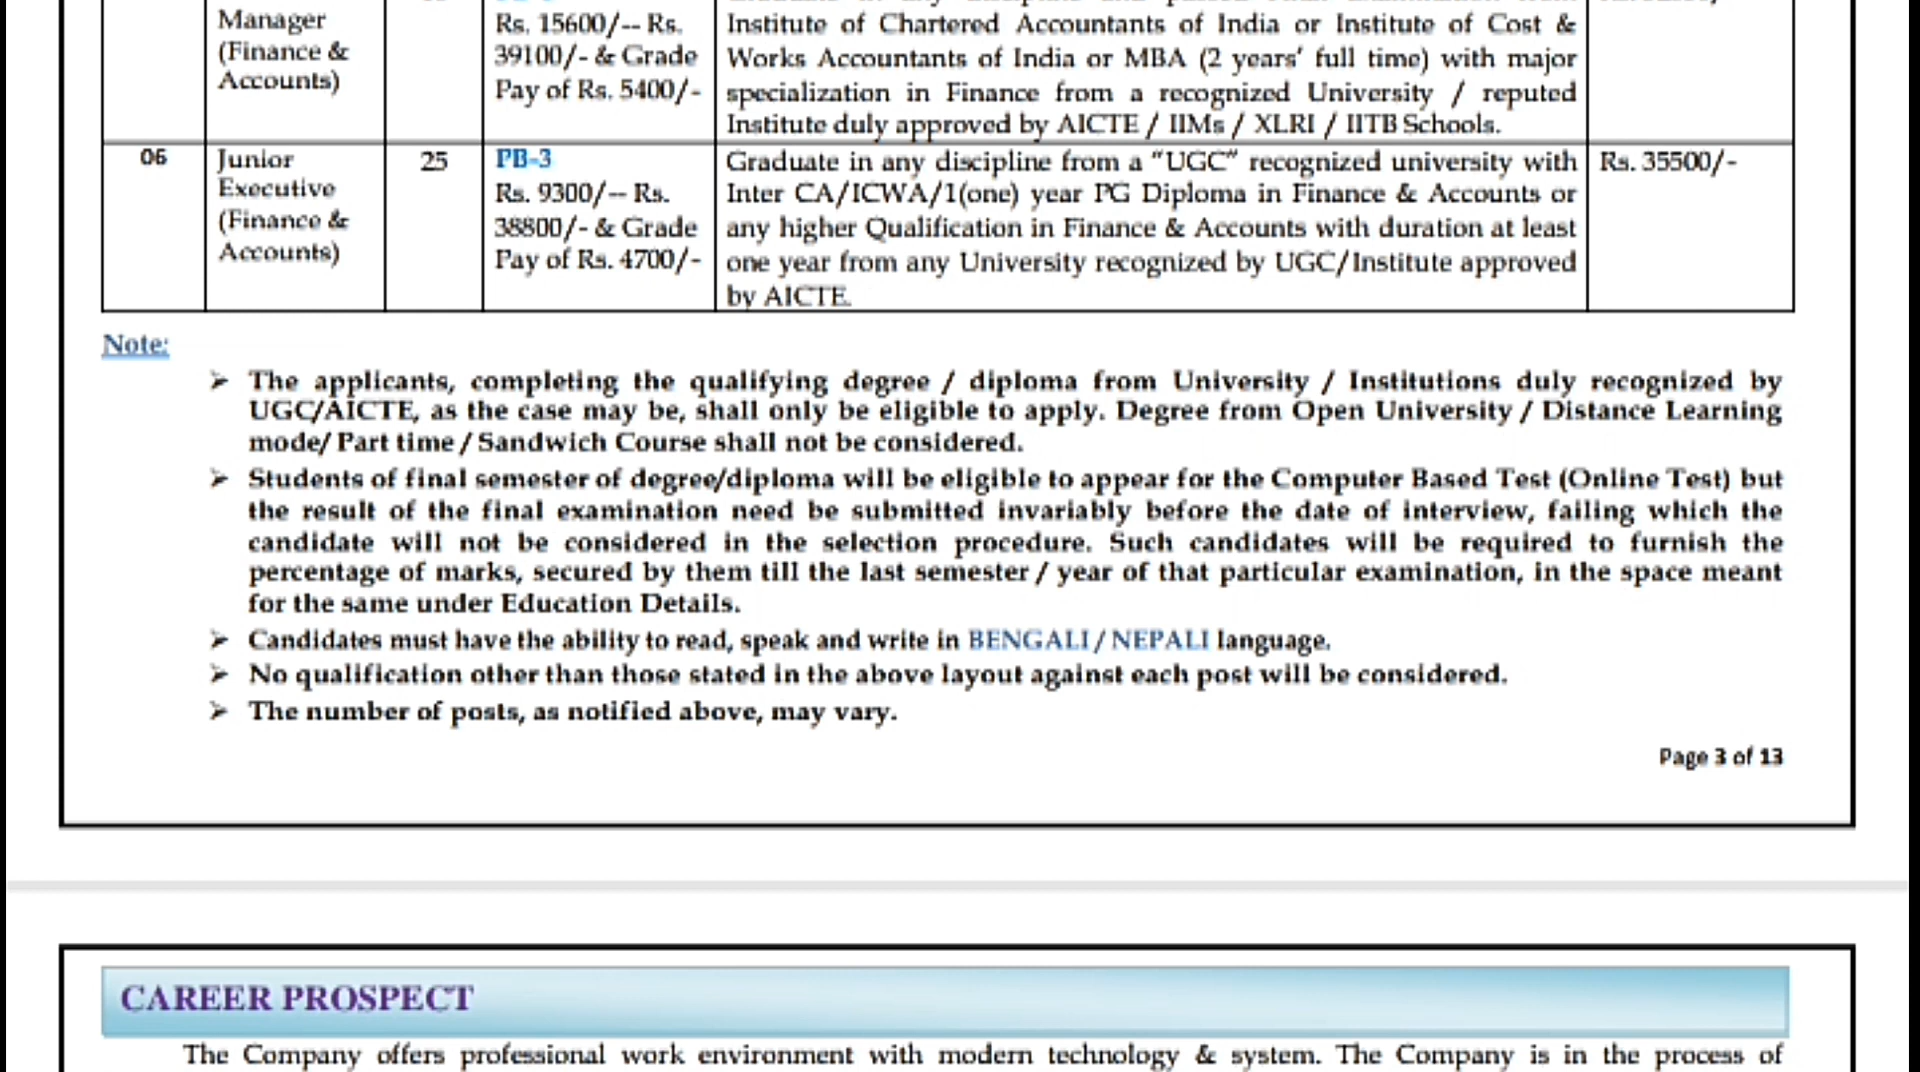 Manager
(Finance &
Accounts)
Rs. 15600/-- Rs.
39100/- & Grade
Pay of Rs. 5400/-
Institute of Chartered Accountants of India or Institute of Cost &
Works Accountants of India or MBA (2 years' full time) with major
specialization in Finance from a recognized University / reputed
Institute duly approved by AICTE / IIMs / XLRI / IITB Schools.
06
Junior
Executive
(Finance &
Accounts)
25
PB-3
Rs. 9300/-- Rs.
38800/- & Grade
Pay of Rs. 4700/-
Graduate in any discipline from a "UGC" recognized university with
Inter CA/ICWA/1(one) year PG Diploma in Finance & Accounts or
any higher Qualification in Finance & Accounts with duration at least
one year from any University recognized by UGC/Institute approved
by AICTE.
Rs. 35500/-
Note:
➢ The applicants, completing the qualifying degree / diploma from University / Institutions duly recognized by
UGC/AICTE, as the case may be, shall only be eligible to apply. Degree from Open University / Distance Learning
mode/ Part time / Sandwich Course shall not be considered.
➢ Students of final semester of degree/diploma will be eligible to appear for the Computer Based Test (Online Test) but
the result of the final examination need be submitted invariably before the date of interview, failing which the
candidate will not be considered in the selection procedure. Such candidates will be required to furnish the
percentage of marks, secured by them till the last semester / year of that particular examination, in the space meant
for the same under Education Details.
➢ Candidates must have the ability to read, speak and write in BENGALI / NEPALI language.
➢ No qualification other than those stated in the above layout against each post will be considered.
➢ The number of posts, as notified above, may vary.
Page 3 of 13
CAREER PROSPECT
The Company offers professional work environment with modern technology & system. The Company is in the process of